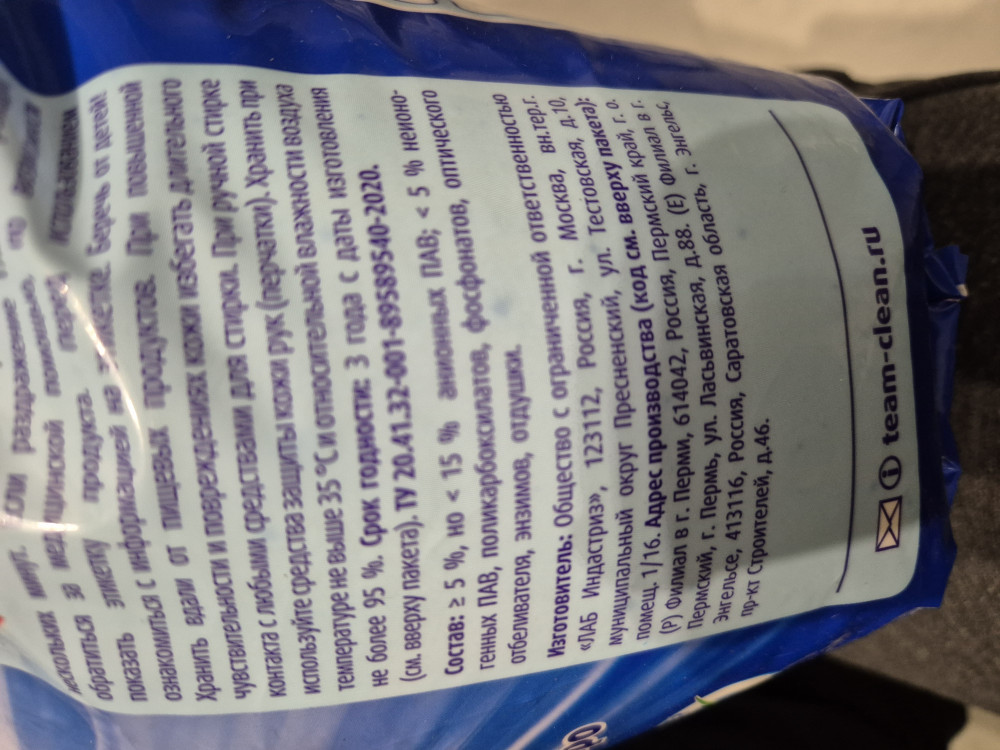 нескольких минут. Если раздражение
обратиться за медицинской помощью,
показать этикетку продукта. Перед использованием
ознакомиться с информацией на этикетке. Беречь от детей!
Хранить вдали от пищевых продуктов. При повышенной
чувствительности и повреждениях кожи избегать длительного
контакта с любыми средствами для стирки. При ручной стирке
используйте средства защиты кожи рук (перчатки). Хранить при
температуре не выше 35 °С и относительной влажности воздуха
не более 95 %. Срок годности: 3 года с даты изготовления
(см. вверху пакета). ТУ 20.41.32-001-89589540-2020.
Состав: ≥ 5 %, но < 15 % анионных ПАВ; < 5 % неионо-
генных ПАВ, поликарбоксилатов, фосфонатов, оптического
отбеливателя, энзимов, отдушки.
Изготовитель: Общество с ограниченной ответственностью
«ЛАБ Индастриз», 123112, Россия, г. Москва, вн.тер.г.
муниципальный округ Пресненский, ул. Тестовская, д.10,
помещ. 1/16. Адрес производства (код см. вверху пакета):
(Р) Филиал в г. Перми, 614042, Россия, Пермский край, г. о.
Пермский, г. Пермь, ул. Ласьвинская, д.88. (Е) Филиал в г.
Энгельсе, 413116, Россия, Саратовская область, г. Энгельс,
пр-кт Строителей, д.46.
team-clean.ru